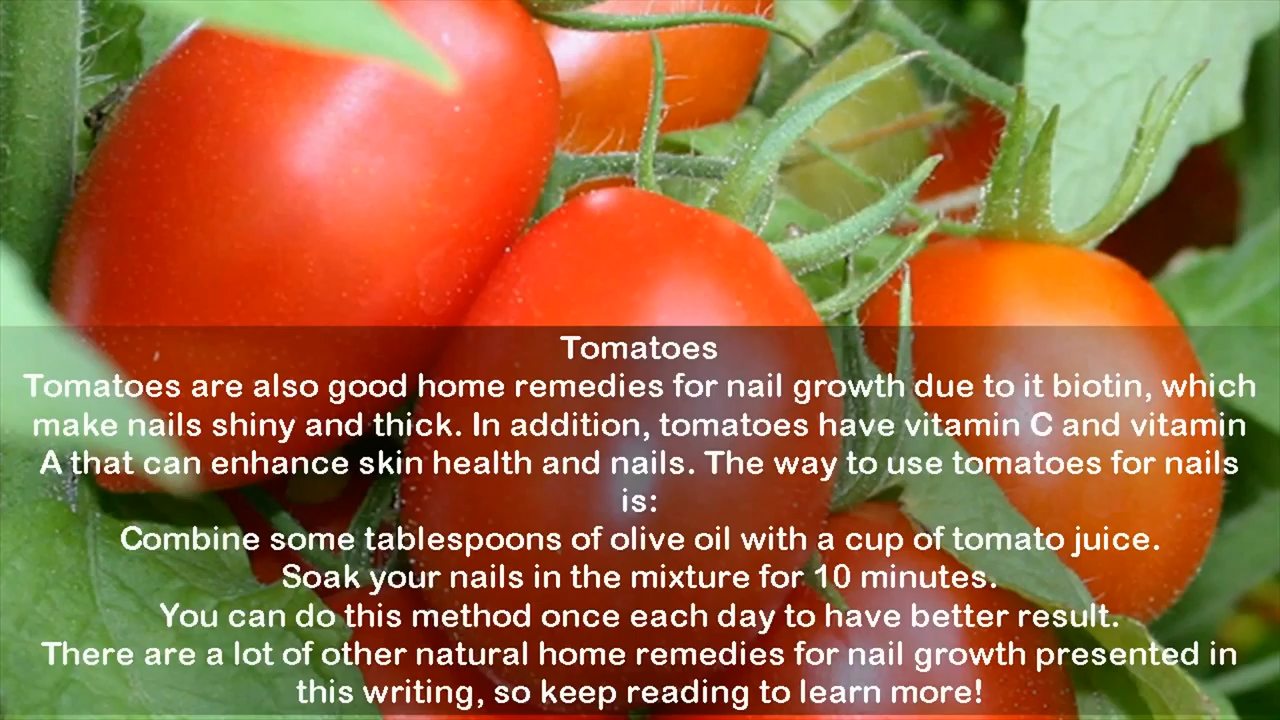 Tomatoes
Tomatoes are also good home remedies for nail growth due to it biotin, which
make nails shiny and thick. In addition, tomatoes have vitamin C and vitamin
A that can enhance skin health and nails. The way to use tomatoes for nails
is:
Combine some tablespoons of olive oil with a cup of tomato juice.
Soak your nails in the mixture for 10 minutes.
You can do this method once each day to have better result.
There are a lot of other natural home remedies for nail growth presented in
this writing, so keep reading to learn more!